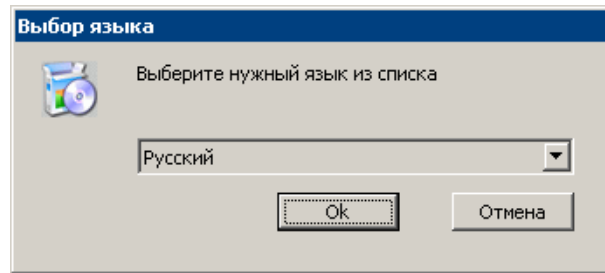 Выбор языка
Выберите нужный язык из списка
Русский
Ok
Отмена